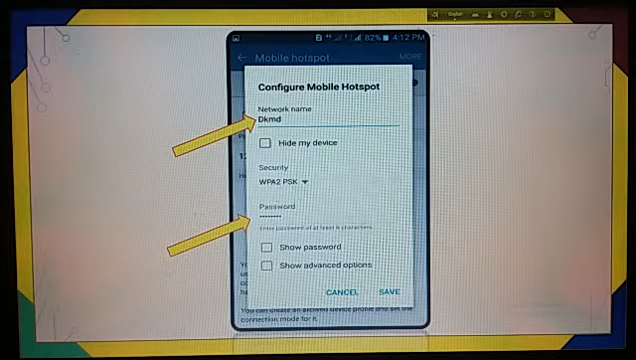 English
82% 4:12 PM
Mobile hotspot MORE
Configure Mobile Hotspot
Network name
Dkmd
Hide my device
Security
WPA2 PSK
Password
--------
Enter password of at least 8 characters.
Show password
Show advanced options
CANCEL SAVE
You can create an allowed device profile and set the
connection mode for it.